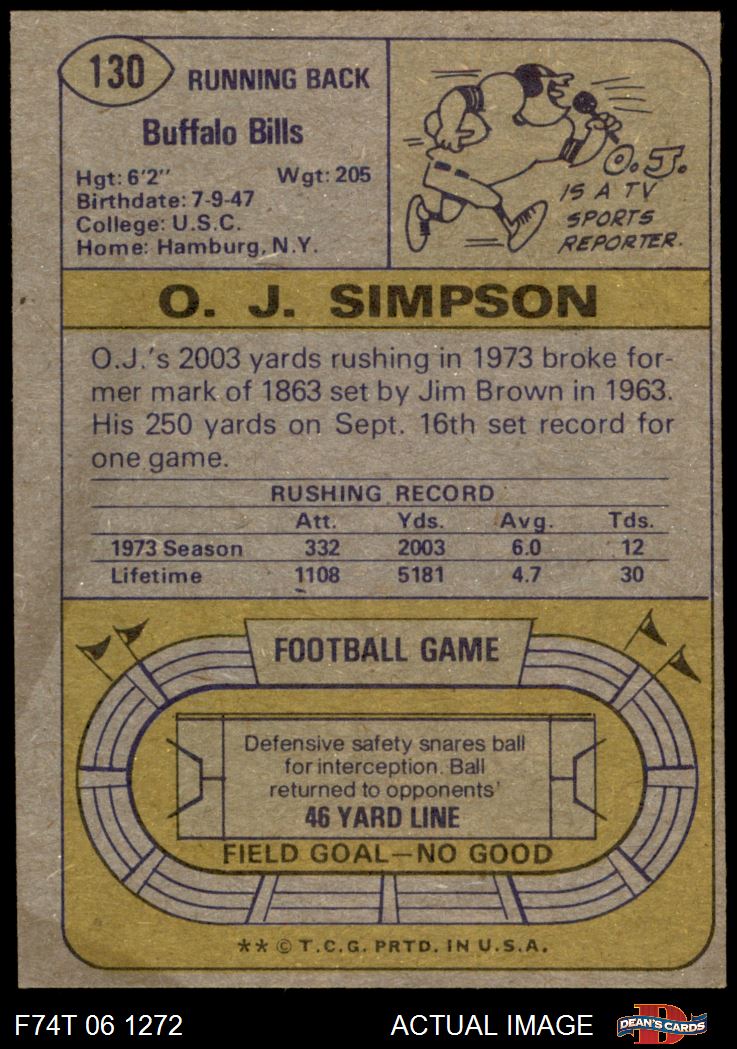 130
RUNNING BACK
Buffalo Bills
Hgt: 6'2" Wgt: 205
Birthdate: 7-9-47
College: U.S.C.
Home: Hamburg, N.Y.
O.J.
IS A TV
SPORTS
REPORTER.
O. J. SIMPSON
O.J.'s 2003 yards rushing in 1973 broke for-
mer mark of 1863 set by Jim Brown in 1963.
His 250 yards on Sept. 16th set record for
one game.
RUSHING RECORD
Att. Yds. Avg. Tds.
1973 Season 332 2003 6.0 12
Lifetime 1108 5181 4.7 30
FOOTBALL GAME
Defensive safety snares ball
for interception. Ball
returned to opponents'
46 YARD LINE
FIELD GOAL—NO GOOD
** © T.C.G. PRTD. IN U.S.A.
F74T 06 1272 ACTUAL IMAGE
D
DEAN'S CARDS